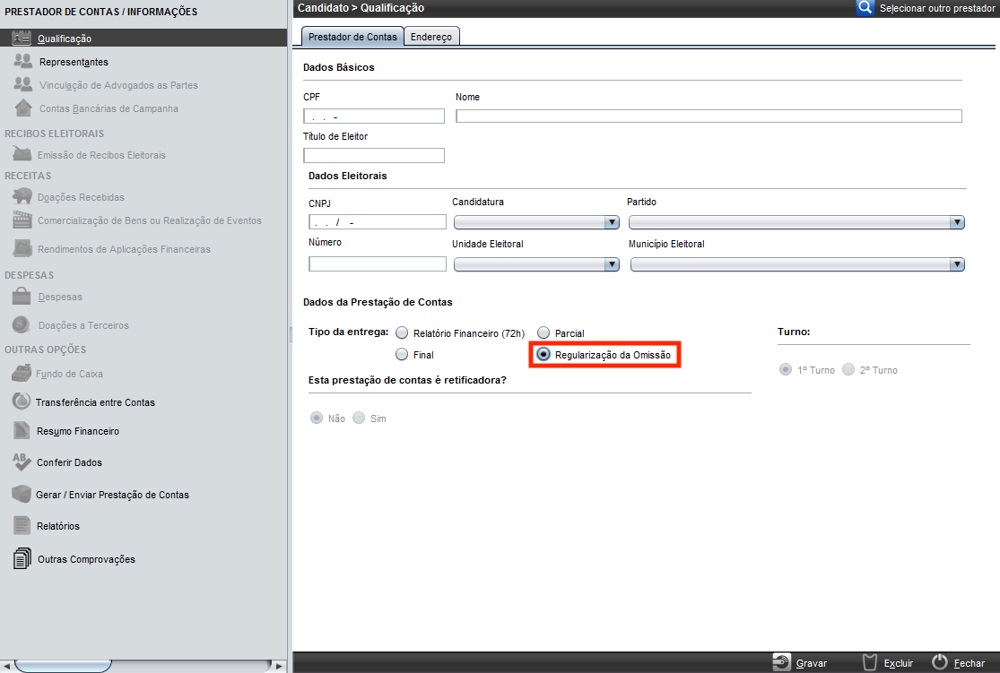 PRESTADOR DE CONTAS / INFORMAÇÕES
Qualificação
Representantes
Vinculação de Advogados as Partes
Contas Bancárias de Campanha
RECIBOS ELEITORAIS
Emissão de Recibos Eleitorais
RECEITAS
Doações Recebidas
Comercialização de Bens ou Realização de Eventos
Rendimentos de Aplicações Financeiras
DESPESAS
Despesas
Doações a Terceiros
OUTRAS OPÇÕES
Fundo de Caixa
Transferência entre Contas
Resumo Financeiro
AB
Conferir Dados
Gerar / Enviar Prestação de Contas
Relatórios
Outras Comprovações
Candidato > Qualificação
Selecionar outro prestador
Prestador de Contas Endereço
Dados Básicos
CPF Nome
. . -
Título de Eleitor
Dados Eleitorais
CNPJ Candidatura Partido
. . / -
Número Unidade Eleitoral Município Eleitoral
Dados da Prestação de Contas
Tipo da entrega: Relatório Financeiro (72h) Parcial
Final Regularização da Omissão
Turno:
1º Turno 2º Turno
Esta prestação de contas é retificadora?
Não Sim
Gravar Excluir Fechar